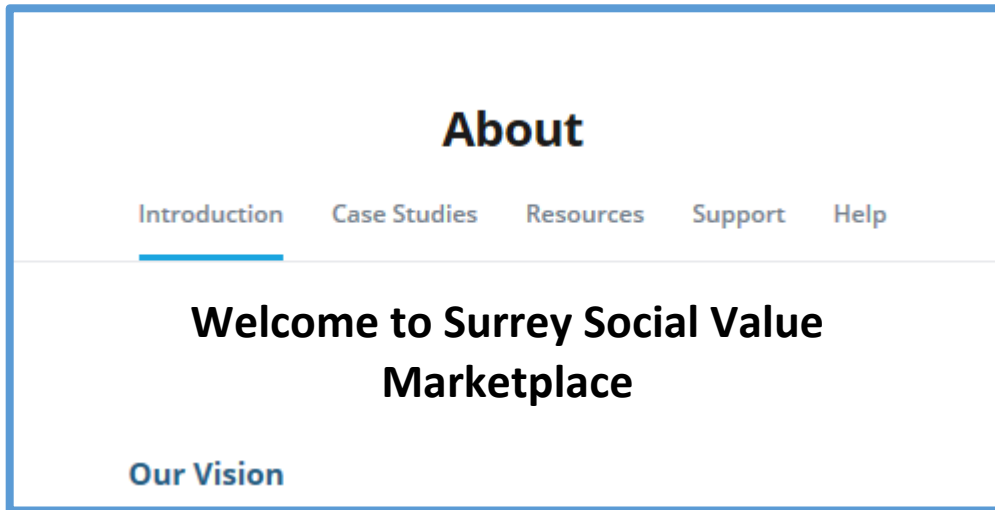 About
Introduction Case Studies Resources Support Help
Welcome to Surrey Social Value
Marketplace
Our Vision